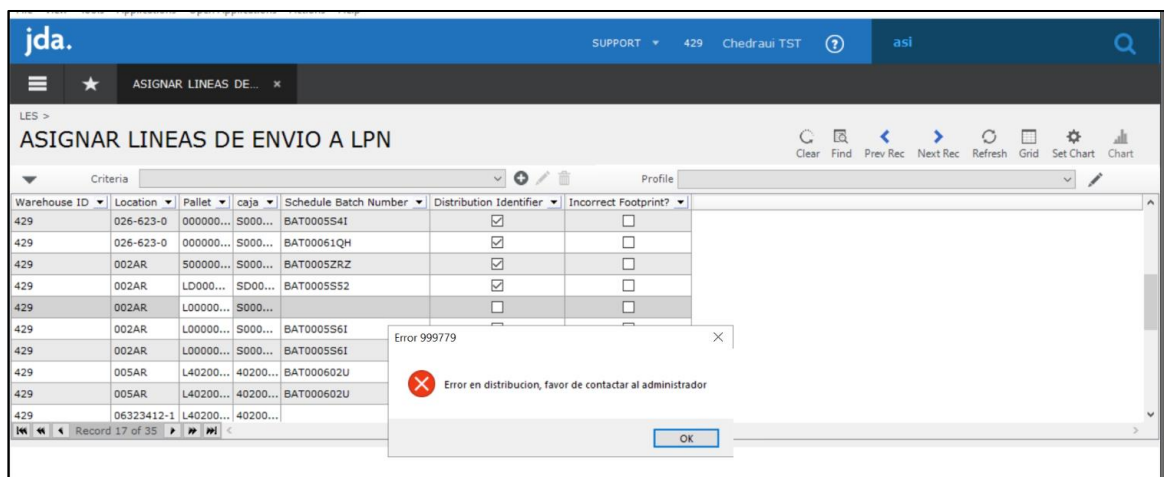 jda.
SUPPORT 429 Chedraui TST ? asi
ASIGNAR LINEAS DE... ×
LES >
ASIGNAR LINEAS DE ENVIO A LPN
Clear Find Prev Rec Next Rec Refresh Grid Set Chart Chart
Criteria Profile
Warehouse ID Location Pallet caja Schedule Batch Number Distribution Identifier Incorrect Footprint?
429 026-623-0 000000... S000... BAT0005S4I
429 026-623-0 000000... S000... BAT00061QH
429 002AR 500000... S000... BAT0005ZRZ
429 002AR LD000... SD00... BAT0005S52
429 002AR L00000... S000...
429 002AR L00000... S000... BAT0005S6I
429 002AR L00000... S000... BAT0005S6I
429 005AR L40200... 40200... BAT000602U
429 005AR L40200... 40200... BAT000602U
429 06323412-1 L40200... 40200...
Record 17 of 35
Error 999779
Error en distribucion, favor de contactar al administrador
OK